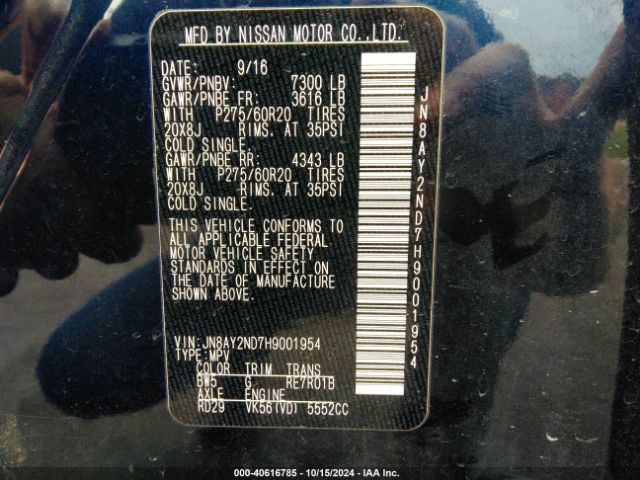 MFD BY NISSAN MOTOR CO.,LTD.
DATE: 9/16
GVWR/PNBV: 7300 LB
GAWR/PNBE FR: 3616 LB
WITH P275/60R20 TIRES
20X8J RIMS. AT 35PSI
COLD SINGLE.
GAWR/PNBE RR: 4343 LB
WITH P275/60R20 TIRES
20X8J RIMS. AT 35PSI
COLD SINGLE.
THIS VEHICLE CONFORMS TO
ALL APPLICABLE FEDERAL
MOTOR VEHICLE SAFETY
STANDARDS IN EFFECT ON
THE DATE OF MANUFACTURE
SHOWN ABOVE.
VIN:JN8AY2ND7H9001954
TYPE:MPV
COLOR TRIM TRANS
BW5 G RE7R01B
AXLE ENGINE
RD29 VK56(VD) 5552CC
JN8AY2ND7H9001954
000-40616785 - 10/15/2024 - IAA Inc.